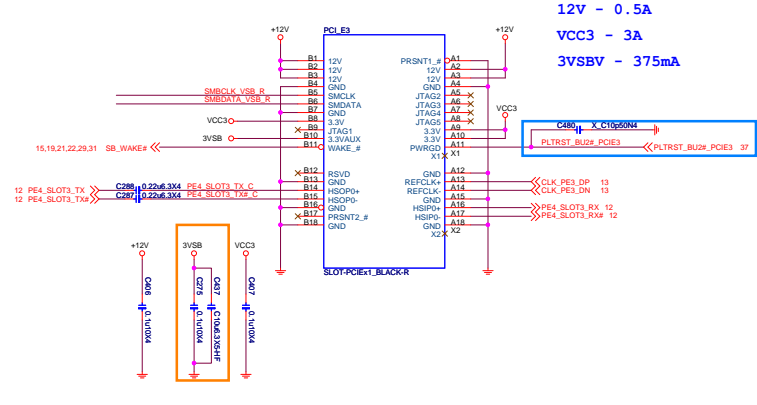 12V - 0.5A
VCC3 - 3A
3VSBV - 375mA
+12V
PCI_E3
+12V
B1 12V PRSNT1_# A1
B2 12V 12V A2
B3 12V 12V A3
B4 GND GND A4
SMBCLK_VSB_R B5 SMCLK JTAG2 A5
SMBDATA_VSB_R B6 SMDATA JTAG3 A6
B7 GND JTAG4 A7
VCC3 B8 3.3V JTAG5 A8
VCC3
B9 JTAG1 3.3V A9
3VSB B10 3.3VAUX 3.3V A10
15,19,21,22,29,31 SB_WAKE# B11 WAKE_# PWRGD A11
X1 X1
C480 X_C10p50N4
PLTRST_BU2#_PCIE3
PLTRST_BU2#_PCIE3 37
B12 RSVD GND A12
B13 GND REFCLK+ A13 CLK_PE3_DP 13
12 PE4_SLOT3_TX C288 0.22u6.3X4 PE4_SLOT3_TX_C B14 HSOP0+ REFCLK- A14 CLK_PE3_DN 13
12 PE4_SLOT3_TX# C287 0.22u6.3X4 PE4_SLOT3_TX#_C B15 HSOP0- GND A15
B16 GND HSIP0+ A16 PE4_SLOT3_RX 12
B17 PRSNT2_# HSIP0- A17 PE4_SLOT3_RX# 12
B18 GND GND A18
X2 X2
SLOT-PCIEx1_BLACK-R
+12V
3VSB
VCC3
C406
0.1u10X4
C275
0.1u10X4
C437
C10u6.3X5-HF
C407
0.1u10X4